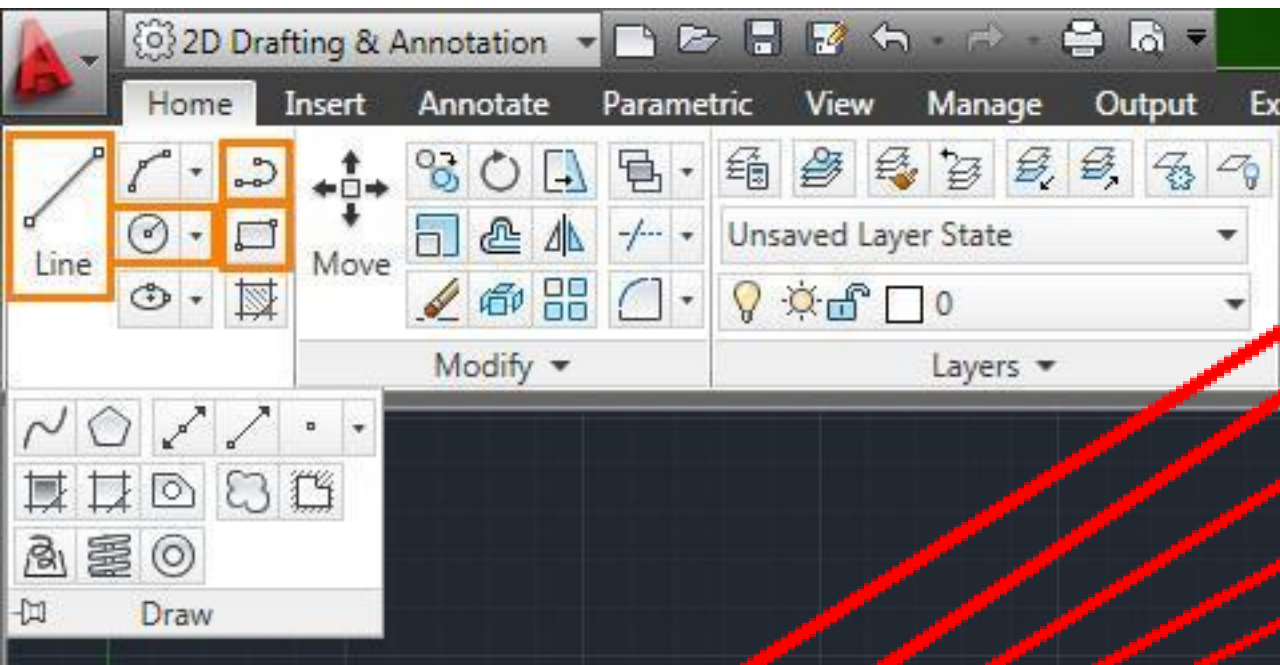 2D Drafting & Annotation
Home Insert Annotate Parametric View Manage Output Ex
Line
Move
Unsaved Layer State
0
Modify
Layers
Draw